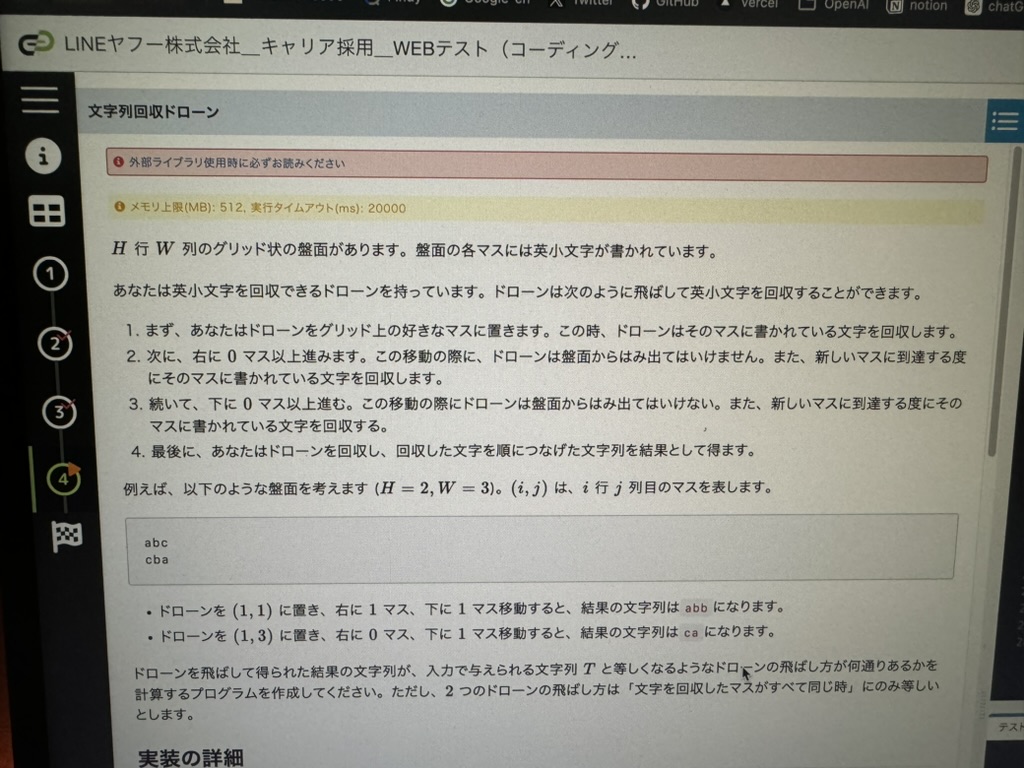 Google
Twitter
GitHub
Vercel
OpenAI
notion
LINEヤフー株式会社__キャリア採用__WEBテスト（コーディング...
文字列回収ドローン
外部ライブラリ使用時に必ずお読みください
メモリ上限(MB): 512, 実行タイムアウト(ms): 20000
H 行 W 列のグリッド状の盤面があります。盤面の各マスには英小文字が書かれています。
あなたは英小文字を回収できるドローンを持っています。ドローンは次のように飛ばして英小文字を回収することができます。
1. まず、あなたはドローンをグリッド上の好きなマスに置きます。この時、ドローンはそのマスに書かれている文字を回収します。
2. 次に、右に 0 マス以上進みます。この移動の際に、ドローンは盤面からはみ出てはいけません。また、新しいマスに到達する度
にそのマスに書かれている文字を回収します。
3. 続いて、下に 0 マス以上進む。この移動の際にドローンは盤面からはみ出てはいけない。また、新しいマスに到達する度にその
マスに書かれている文字を回収する。
4. 最後に、あなたはドローンを回収し、回収した文字を順につなげた文字列を結果として得ます。
例えば、以下のような盤面を考えます (H = 2, W = 3)。(i, j) は、i 行 j 列目のマスを表します。
abc
cba
• ドローンを (1, 1) に置き、右に 1 マス、下に 1 マス移動すると、結果の文字列は abb になります。
• ドローンを (1, 3) に置き、右に 0 マス、下に 1 マス移動すると、結果の文字列は ca になります。
ドローンを飛ばして得られた結果の文字列が、入力で与えられる文字列 T と等しくなるようなドローンの飛ばし方が何通りあるかを
計算するプログラムを作成してください。ただし、2 つのドローンの飛ばし方は「文字を回収したマスがすべて同じ時」にのみ等しい
とします。
実装の詳細
1
2
3
4
テスト